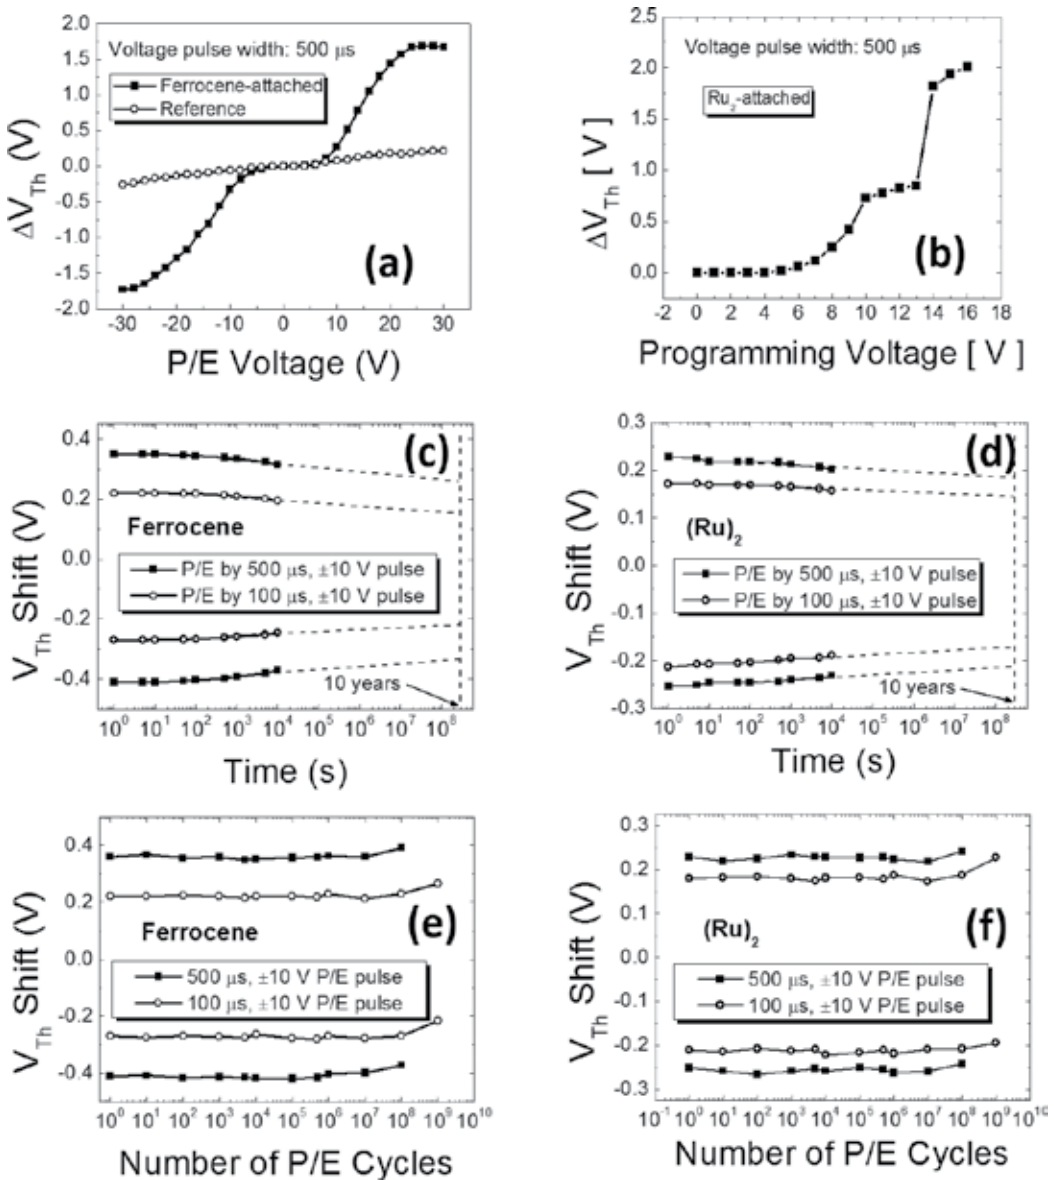 2.0
1.5
1.0
0.5
0.0
-0.5
-1.0
-1.5
-2.0
ΔV_Th (V)
Voltage pulse width: 500 µs
Ferrocene-attached
Reference
(a)
-30 -20 -10 0 10 20 30
P/E Voltage (V)
2.5
2.0
1.5
1.0
0.5
0.0
ΔV_Th [ V ]
Voltage pulse width: 500 µs
Ru_2-attached
(b)
-2 0 2 4 6 8 10 12 14 16 18
Programming Voltage [ V ]
0.4
0.2
0.0
-0.2
-0.4
V_Th Shift (V)
(c)
Ferrocene
P/E by 500 µs, ±10 V pulse
P/E by 100 µs, ±10 V pulse
10 years
10^0 10^1 10^2 10^3 10^4 10^5 10^6 10^7 10^8
Time (s)
0.3
0.2
0.1
0.0
-0.1
-0.2
-0.3
V_Th Shift (V)
(d)
(Ru)_2
P/E by 500 µs, ±10 V pulse
P/E by 100 µs, ±10 V pulse
10 years
10^0 10^1 10^2 10^3 10^4 10^5 10^6 10^7 10^8
Time (s)
0.4
0.2
0.0
-0.2
-0.4
V_Th Shift (V)
(e)
Ferrocene
500 µs, ±10 V P/E pulse
100 µs, ±10 V P/E pulse
10^0 10^1 10^2 10^3 10^4 10^5 10^6 10^7 10^8 10^9 10^10
Number of P/E Cycles
0.3
0.2
0.1
0.0
-0.1
-0.2
-0.3
V_Th Shift (V)
(f)
(Ru)_2
500 µs, ±10 V P/E pulse
100 µs, ±10 V P/E pulse
10^-1 10^0 10^1 10^2 10^3 10^4 10^5 10^6 10^7 10^8 10^9 10^10
Number of P/E Cycles